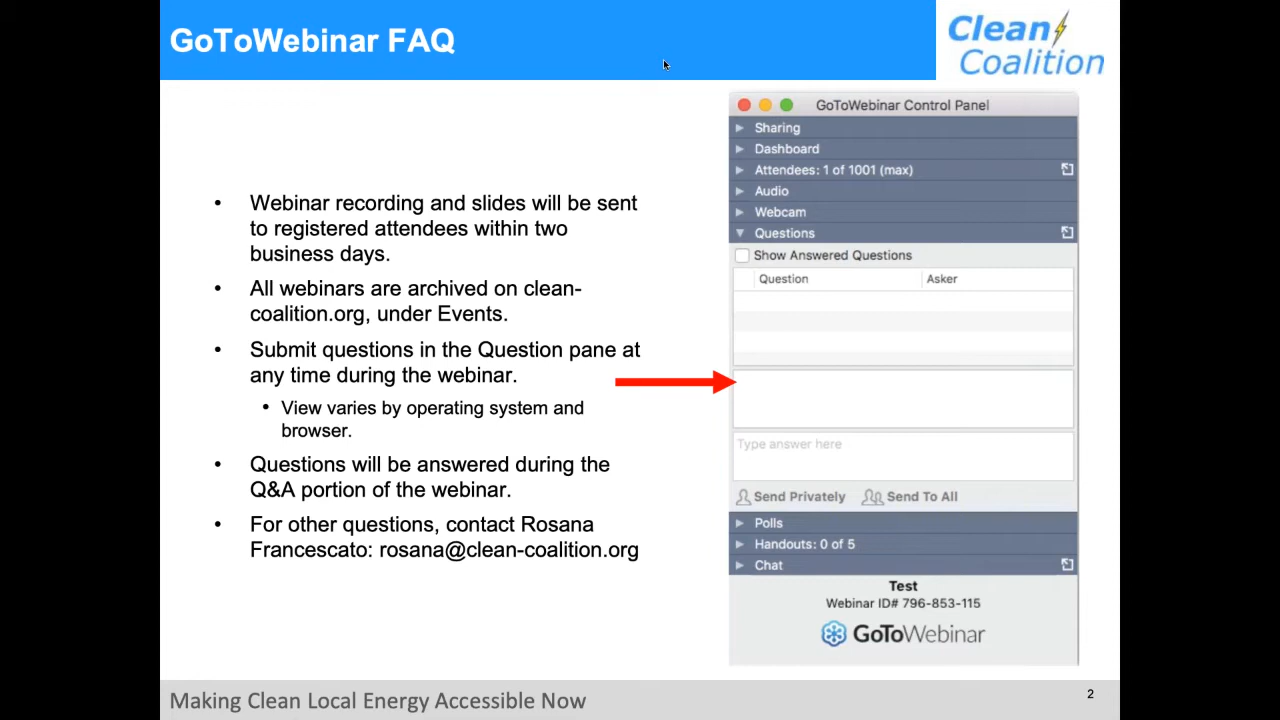 GoToWebinar FAQ
Clean
Coalition
• Webinar recording and slides will be sent
to registered attendees within two
business days.
• All webinars are archived on clean-
coalition.org, under Events.
• Submit questions in the Question pane at
any time during the webinar.
• View varies by operating system and
browser.
• Questions will be answered during the
Q&A portion of the webinar.
• For other questions, contact Rosana
Francescato: rosana@clean-coalition.org
GoToWebinar Control Panel
Sharing
Dashboard
Attendees: 1 of 1001 (max)
Audio
Webcam
Questions
Show Answered Questions
Question Asker
Type answer here
Send Privately Send To All
Polls
Handouts: 0 of 5
Chat
Test
Webinar ID# 796-853-115
GoToWebinar
Making Clean Local Energy Accessible Now
2